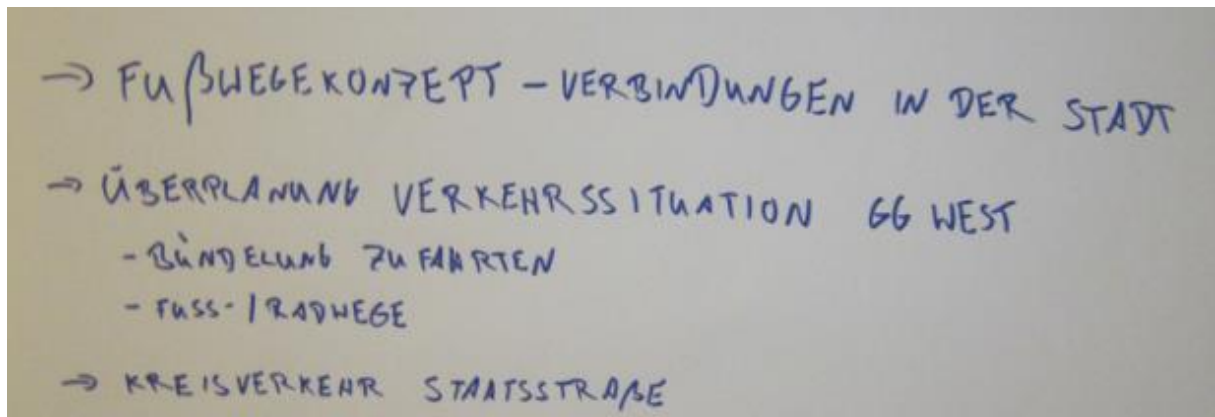 → FUßWEGEKONZEPT – VERBINDUNGEN IN DER STADT
→ ÜBERPLANUNG VERKEHRSSITUATION GG WEST
- BÜNDELUNG ZUFAHRTEN
- FUSS-/RADWEGE
→ KREISVERKEHR STAATSSTRAßE